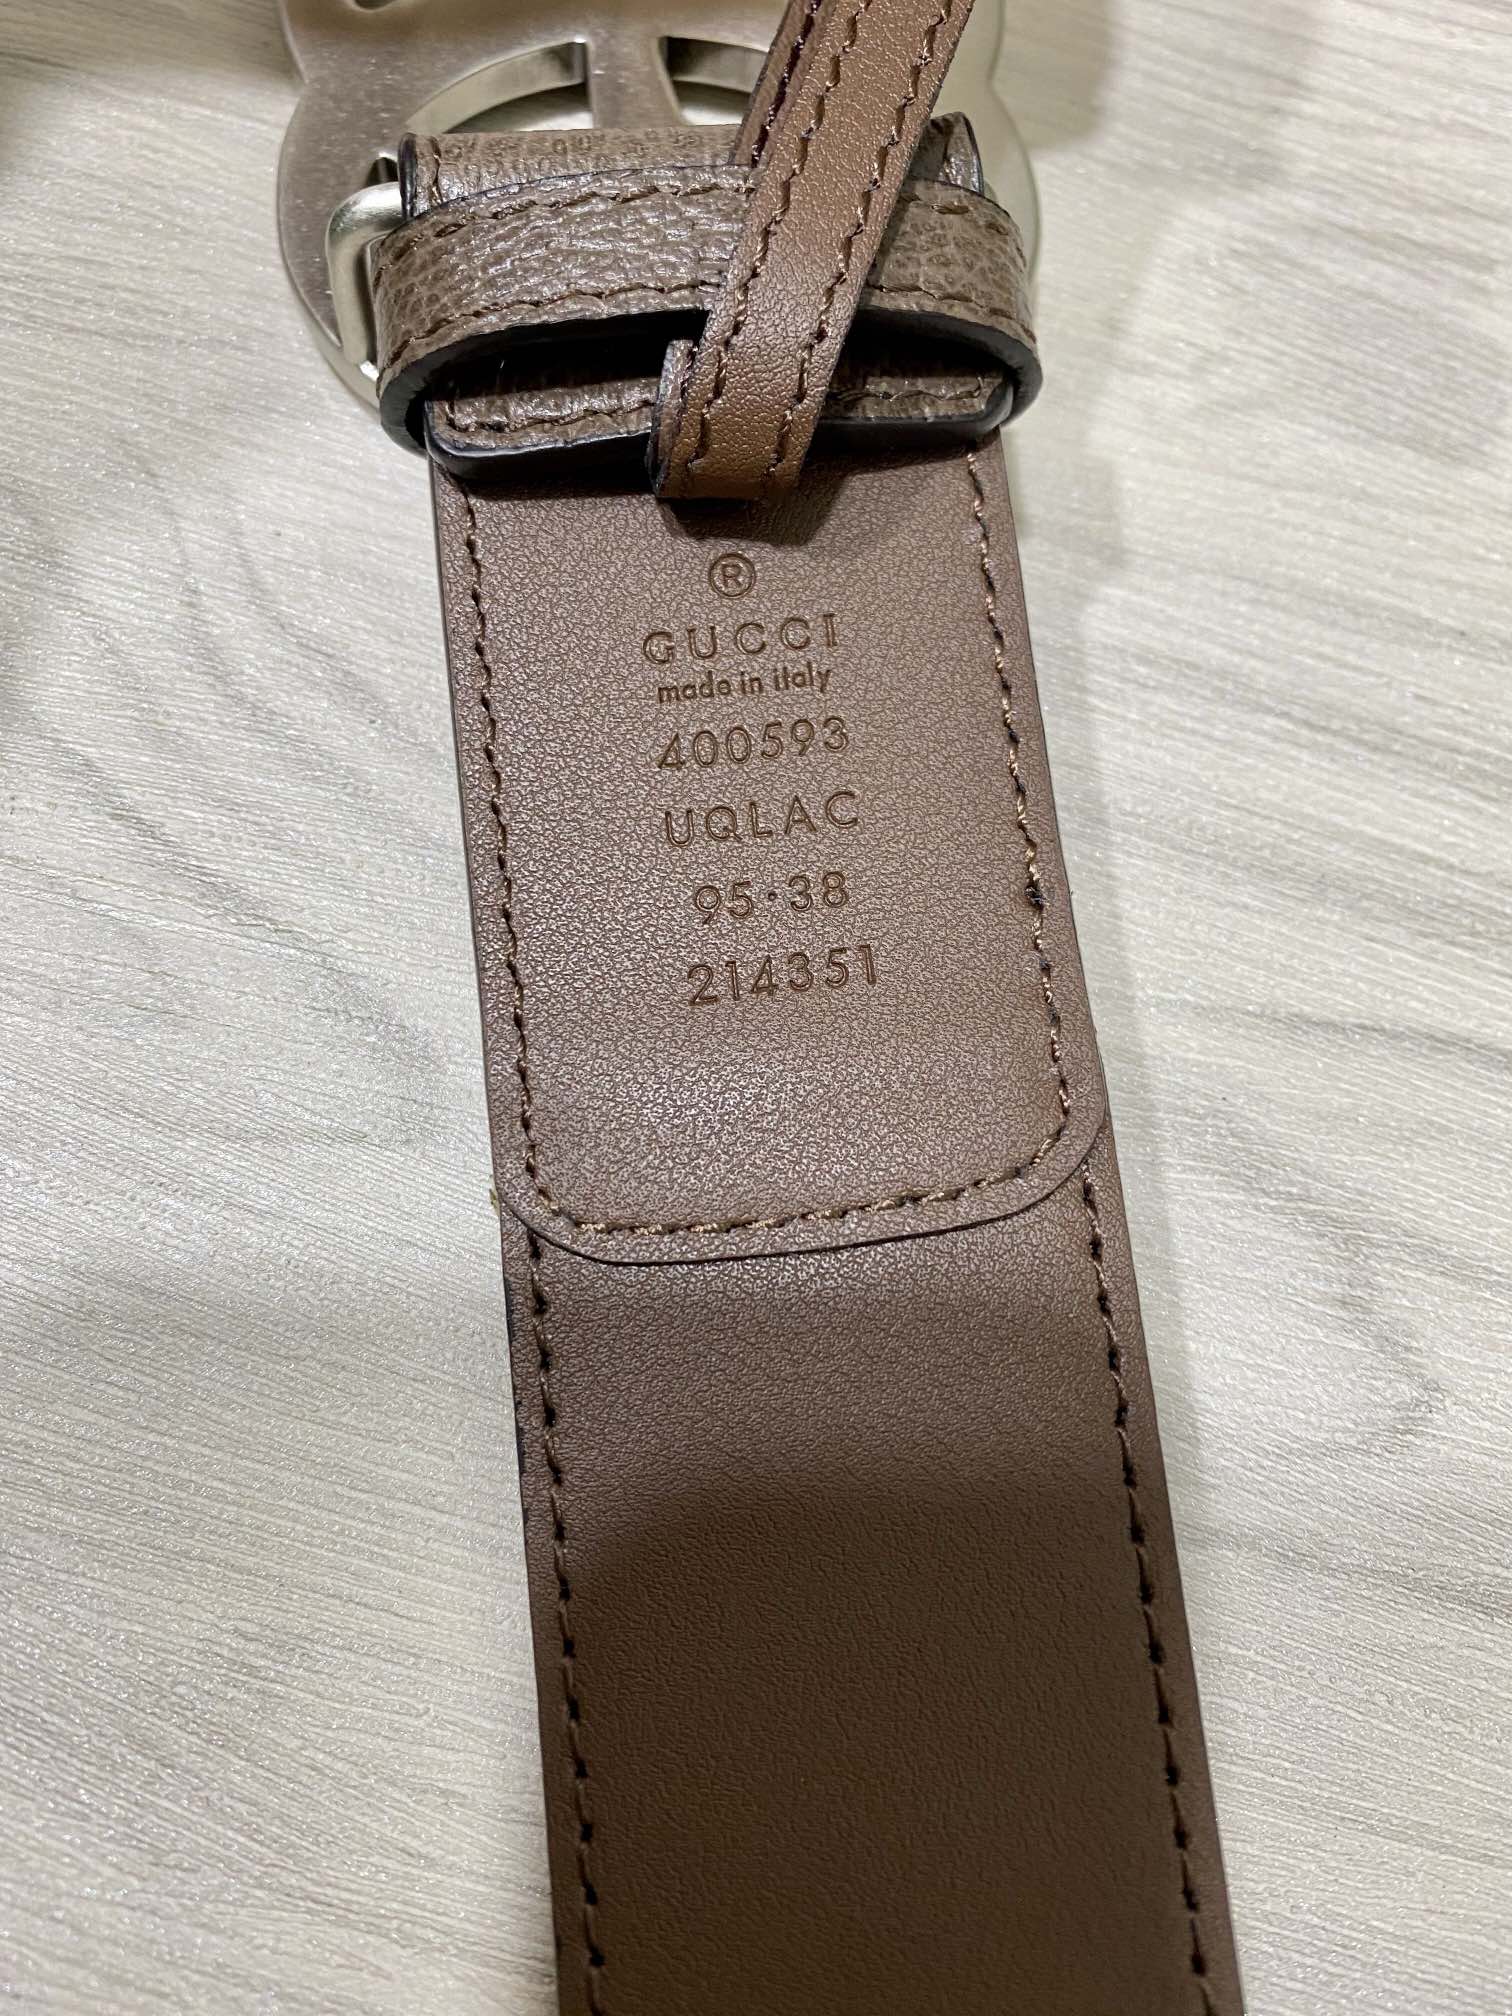 ®
GUCCI
made in italy
400593
UQLAC
95·38
214351